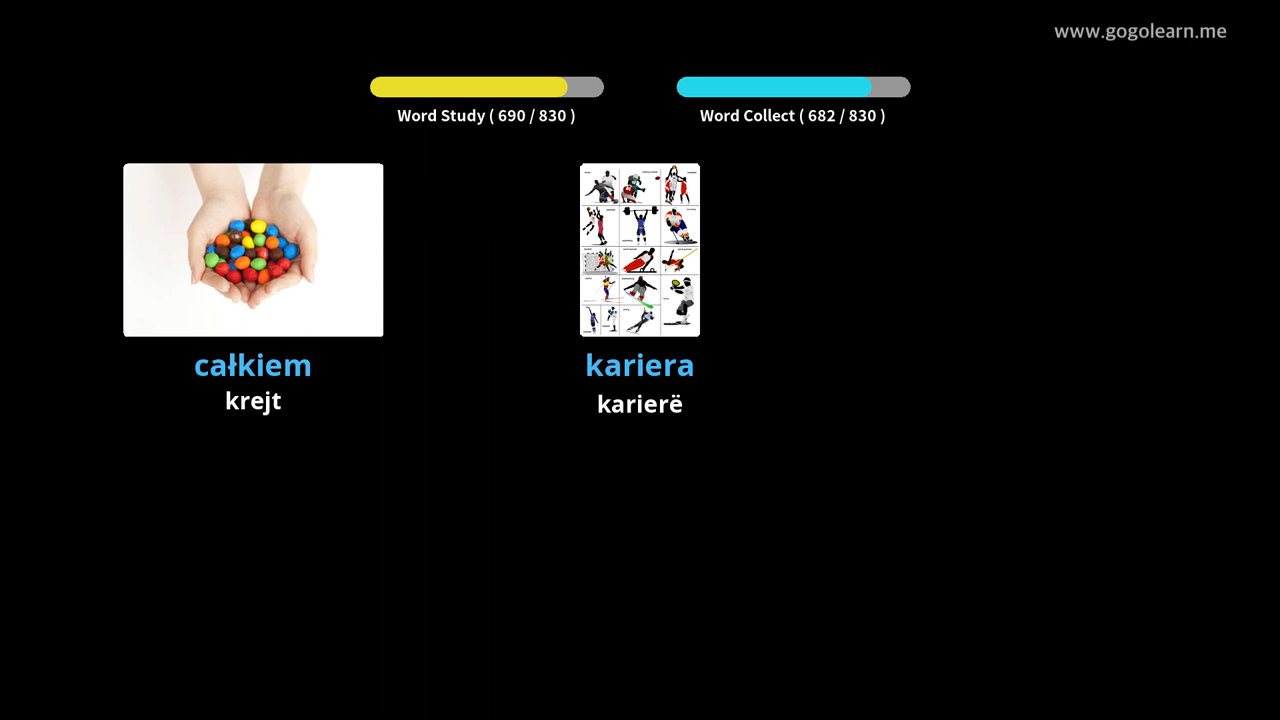 www.gogolearn.me
Word Study ( 690 / 830 )
Word Collect ( 682 / 830 )
całkiem
krejt
kariera
karierë